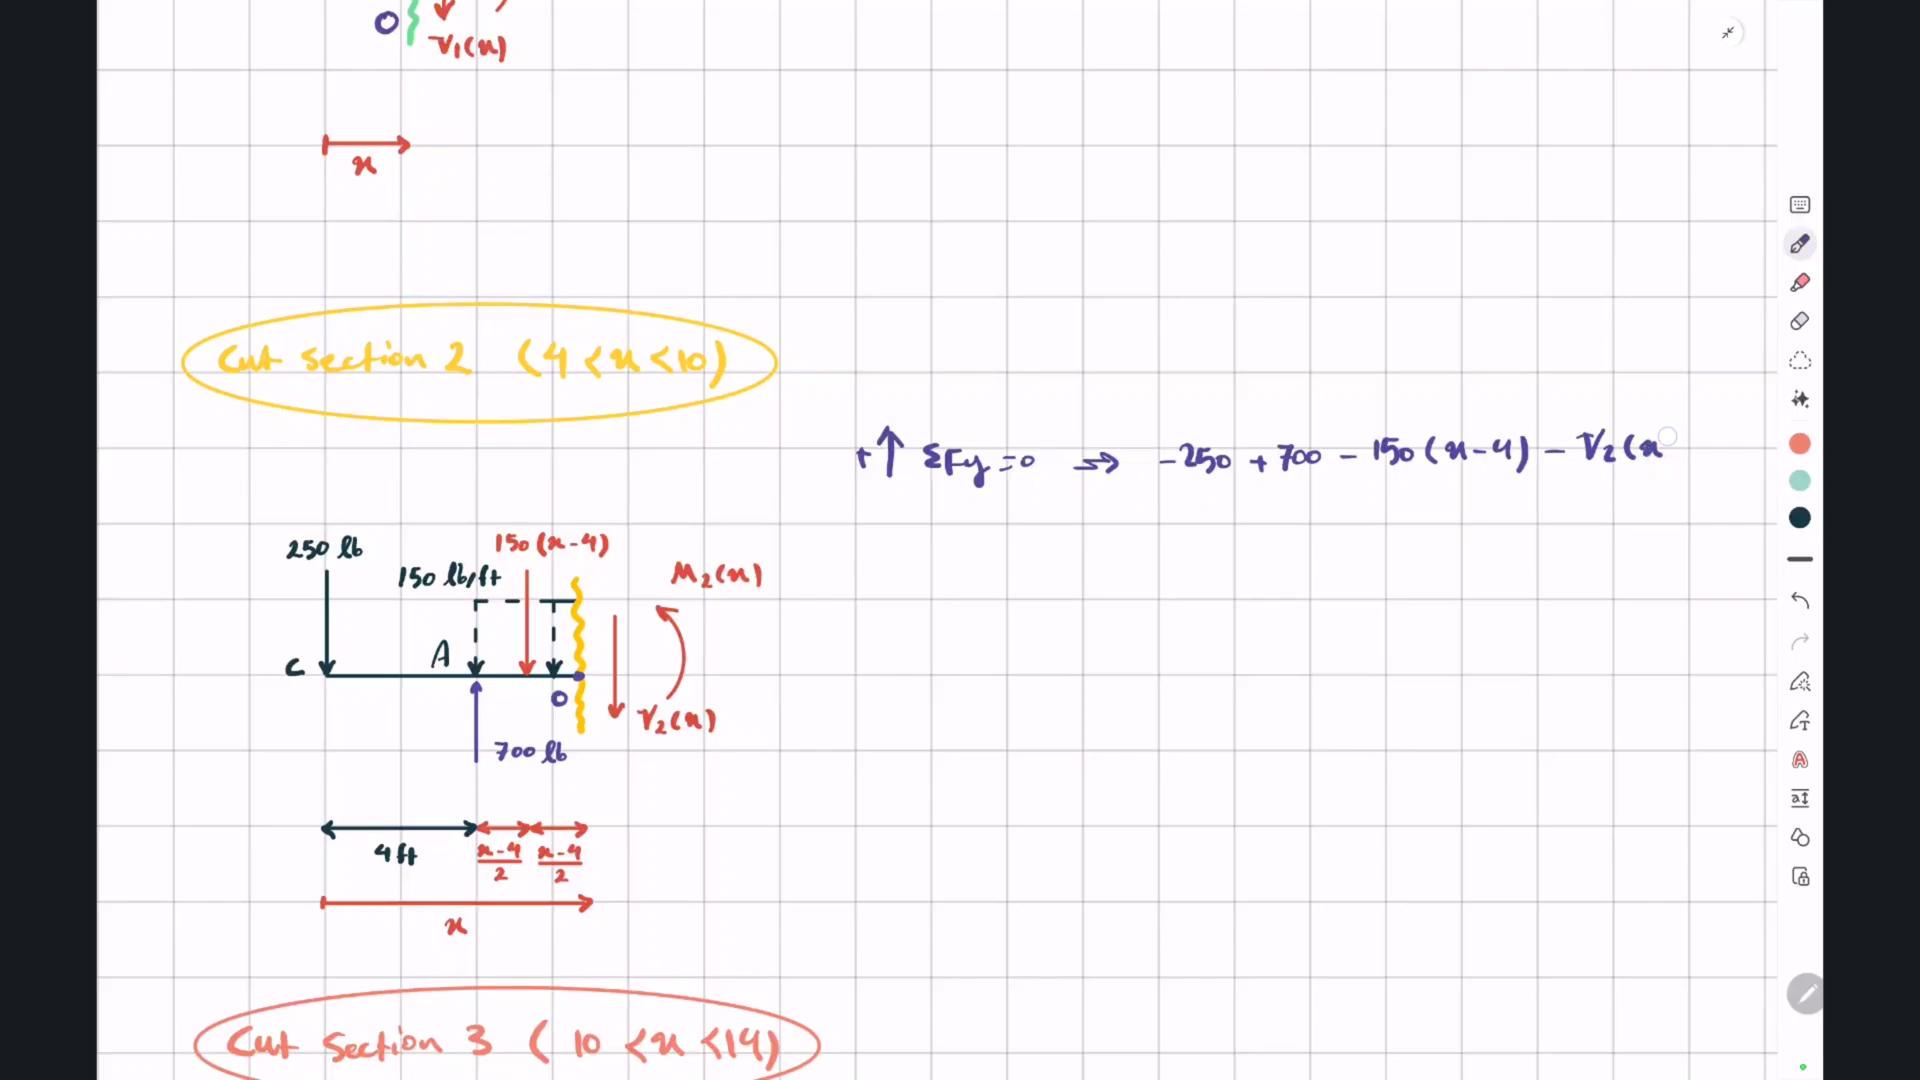 O
V₁(x)
x
Cut section 2 (4 < x < 10)
+↑ ΣFy = 0 → -250 + 700 - 150(x-4) - V₂(x
250 lb
150(x-4)
150 lb/ft
M₂(x)
C
A
O
V₂(x)
700 lb
4 ft
x-4/2
x-4/2
x
Cut section 3 (10 < x < 14)